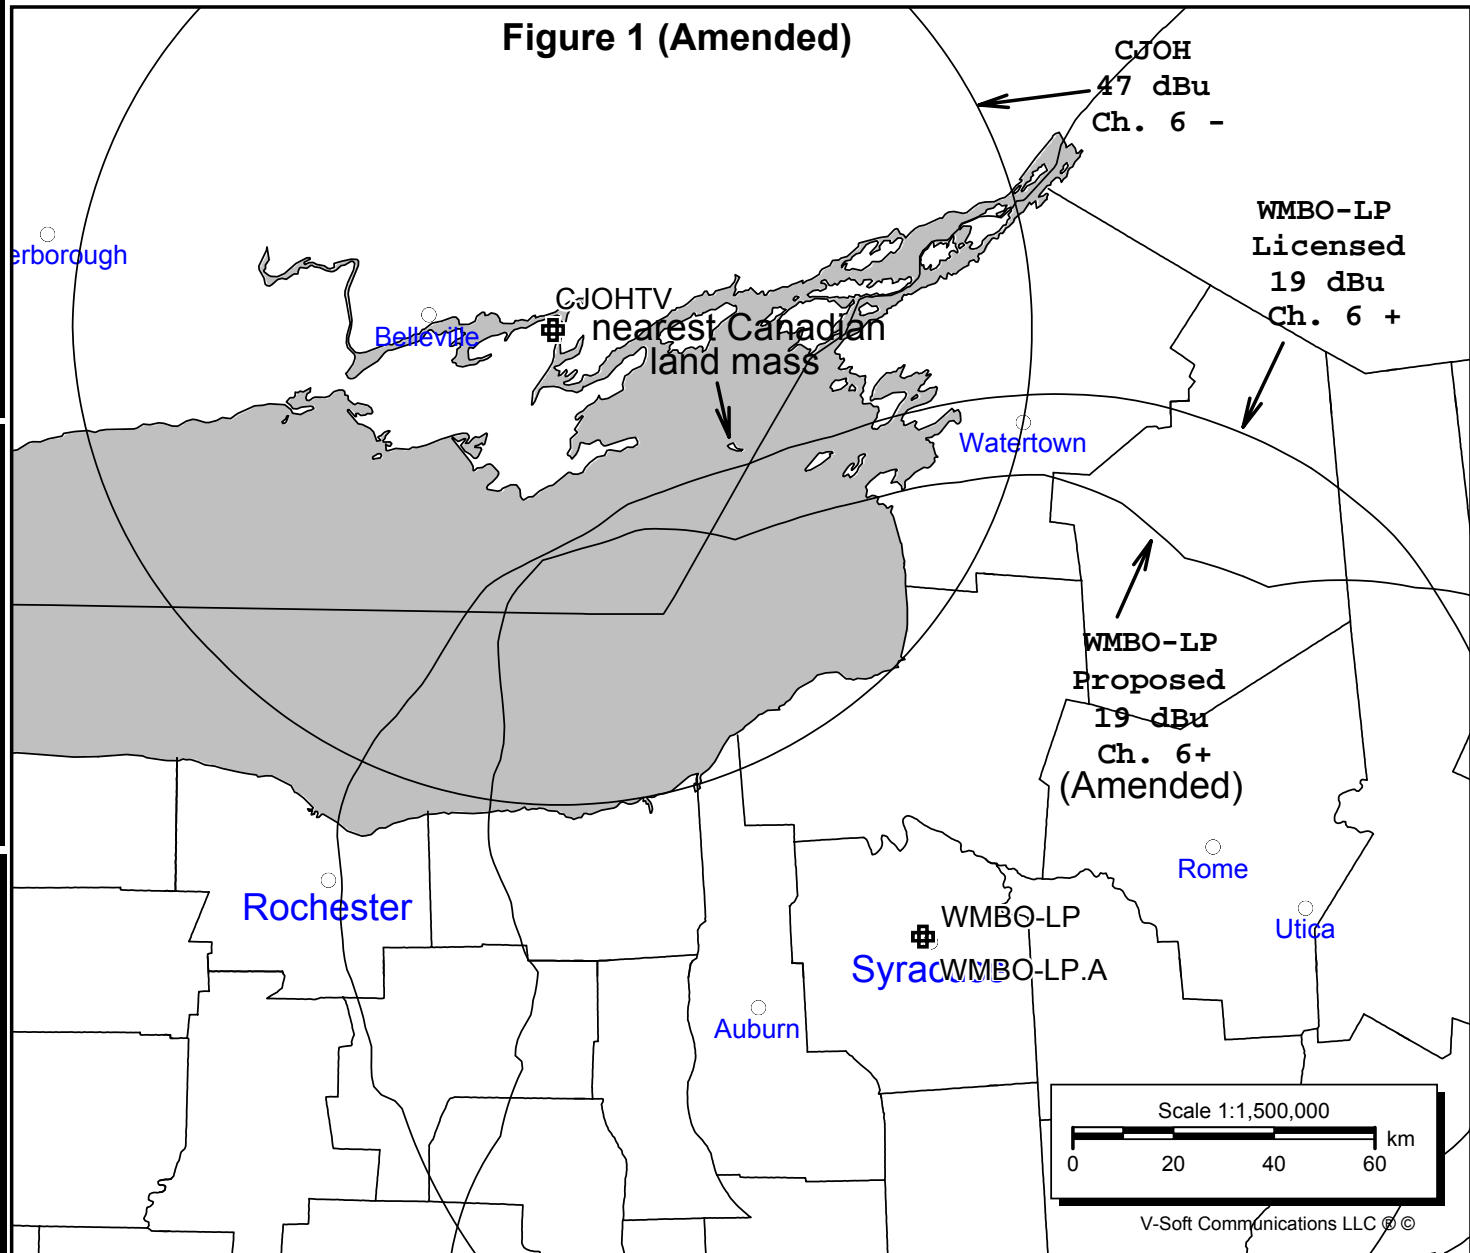 Figure 1 (Amended)
CJOH
47 dBu
Ch. 6 -
WMBO-LP
Licensed
19 dBu
Ch. 6 +
erborough
CJOHTV
Belleville
nearest Canadian
land mass
Watertown
WMBO-LP
Proposed
19 dBu
Ch. 6+
(Amended)
Rome
Rochester
WMBO-LP
Utica
Syracuse
WMBO-LP.A
Auburn
Scale 1:1,500,000
km
0 20 40 60
V-Soft Communications LLC ® ©